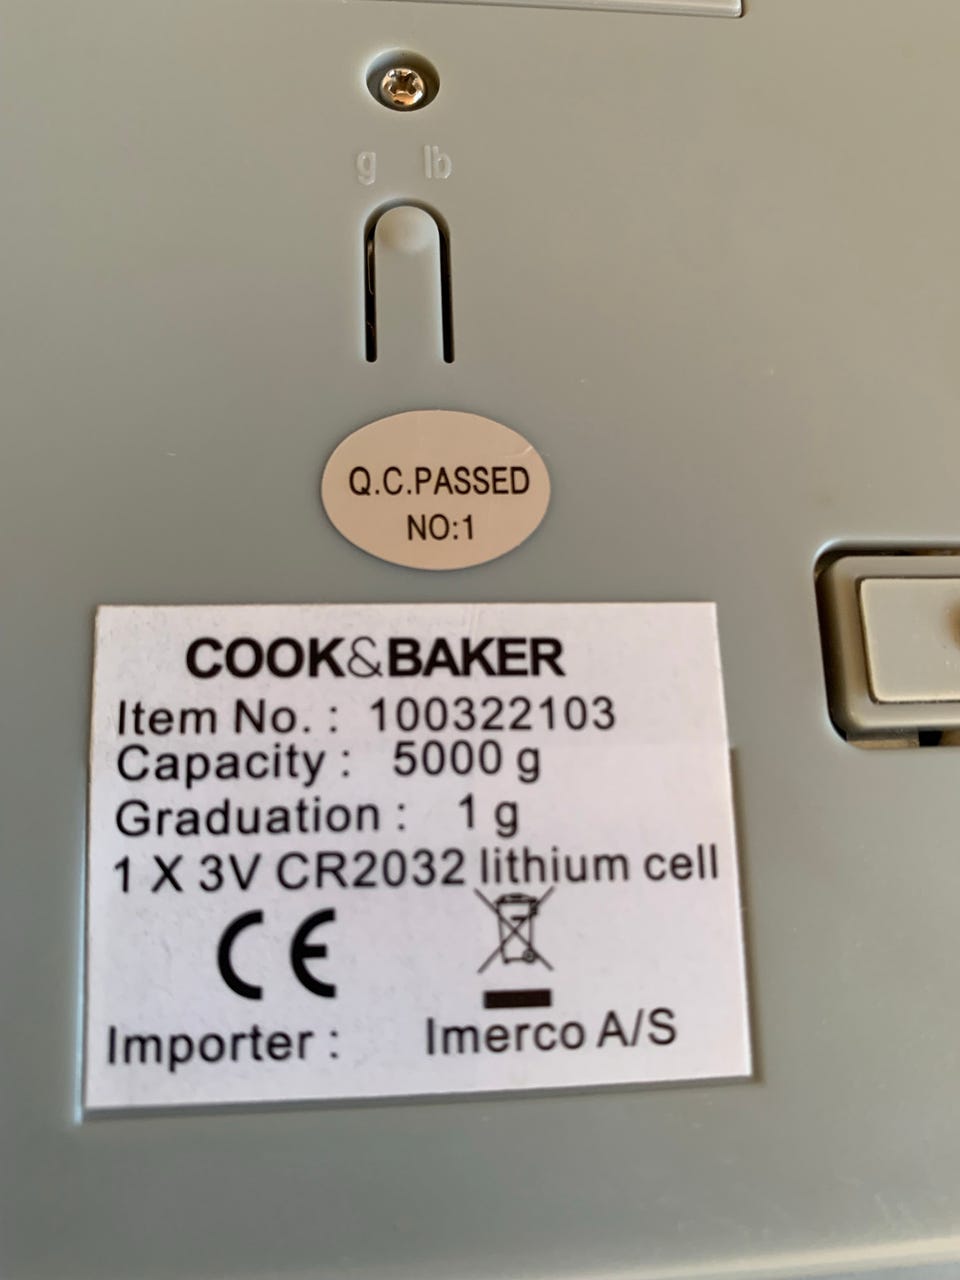 g lb
Q.C.PASSED
NO:1
COOK&BAKER
Item No. : 100322103
Capacity : 5000 g
Graduation : 1 g
1 X 3V CR2032 lithium cell
CE
Importer : Imerco A/S